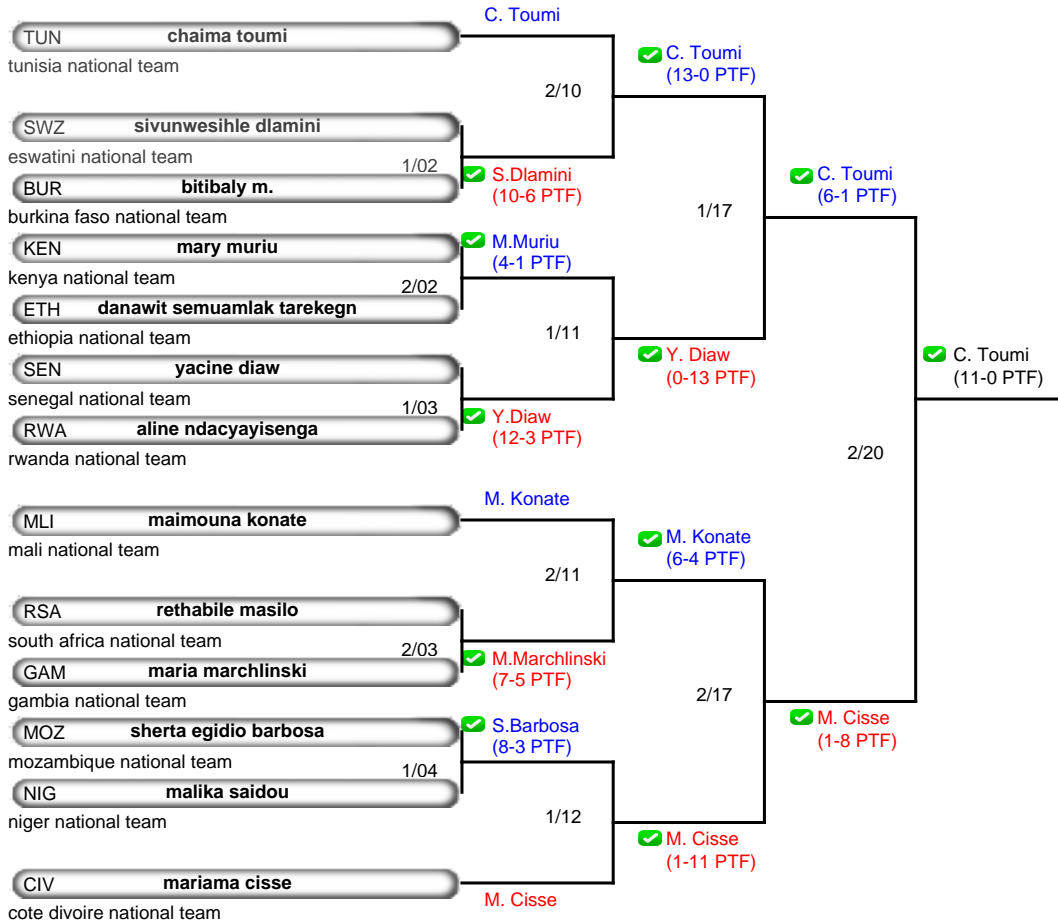 C. Toumi
TUN chaima toumi
tunisia national team
C. Toumi
(13-0 PTF)
2/10
SWZ sivunwesihle dlamini
eswatini national team
1/02
S.Dlamini
(10-6 PTF)
BUR bitibaly m.
burkina faso national team
C. Toumi
(6-1 PTF)
1/17
KEN mary muriu
kenya national team
M.Muriu
(4-1 PTF)
2/02
ETH danawit semuamlak tarekegn
ethiopia national team
1/11
SEN yacine diaw
senegal national team
Y. Diaw
(0-13 PTF)
C. Toumi
(11-0 PTF)
1/03
Y.Diaw
(12-3 PTF)
RWA aline ndacyayisenga
rwanda national team
2/20
M. Konate
MLI maimouna konate
mali national team
M. Konate
(6-4 PTF)
2/11
RSA rethabile masilo
south africa national team
2/03
M.Marchlinski
(7-5 PTF)
GAM maria marchlinski
gambia national team
2/17
MOZ sherta egidio barbosa
mozambique national team
S.Barbosa
(8-3 PTF)
M. Cisse
(1-8 PTF)
1/04
NIG malika saidou
niger national team
1/12
M. Cisse
(1-11 PTF)
CIV mariama cisse
cote divoire national team
M. Cisse